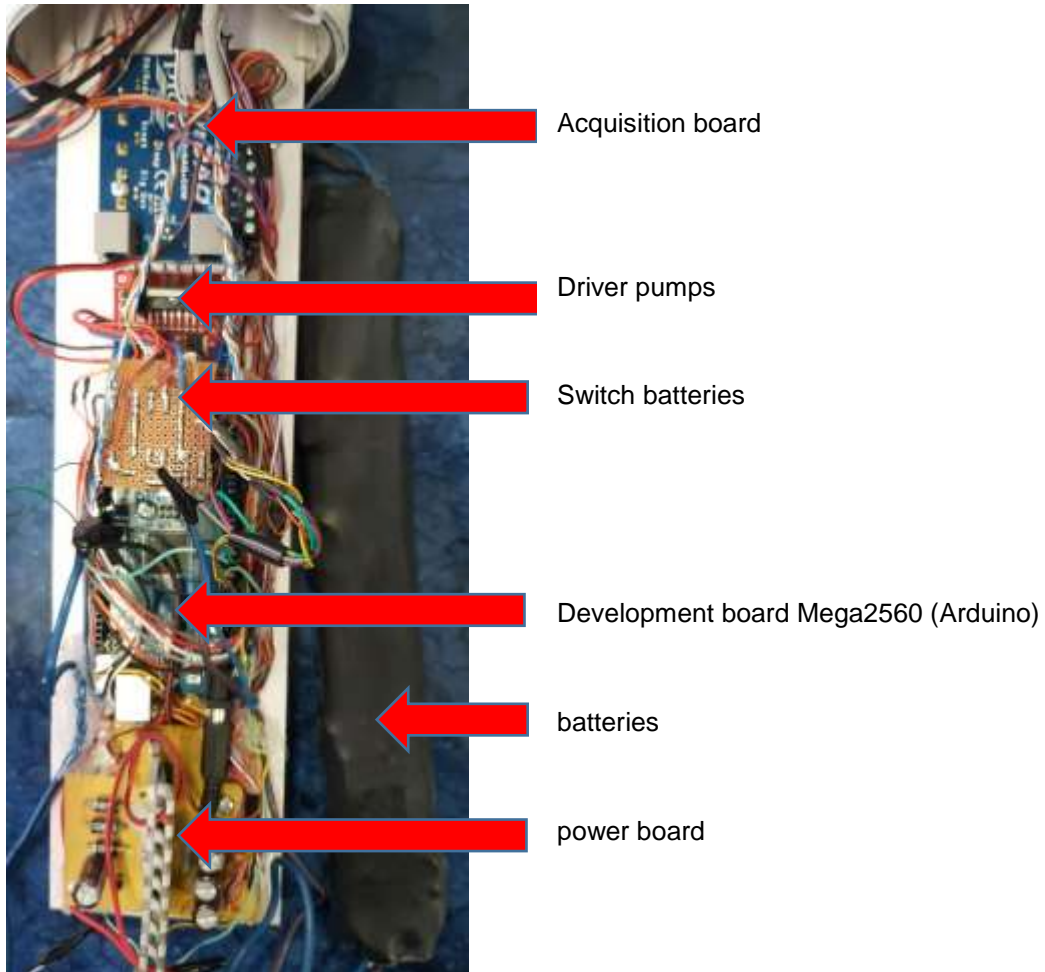 Acquisition board
Driver pumps
Switch batteries
Development board Mega2560 (Arduino)
batteries
power board